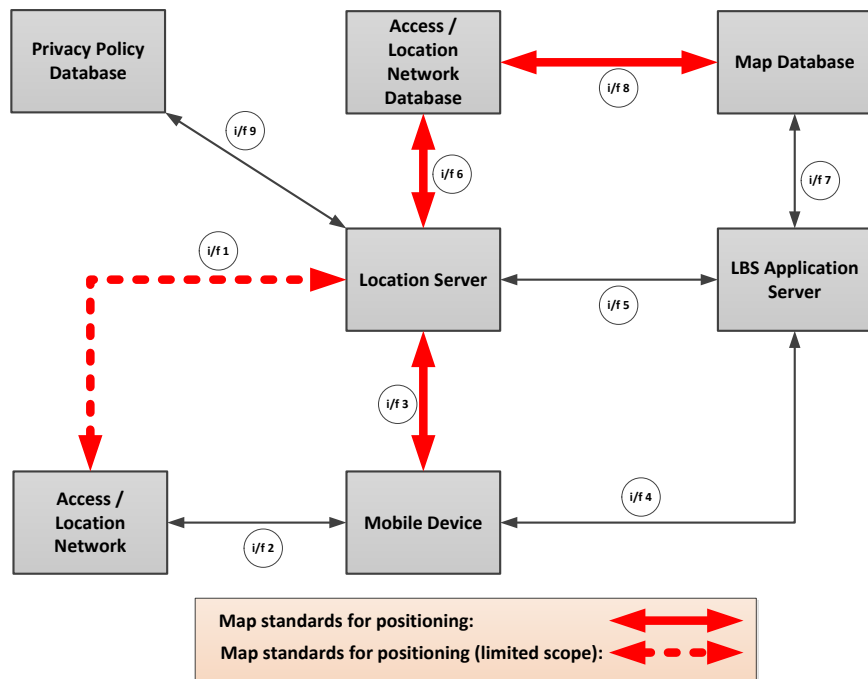 Privacy Policy
Database
Access /
Location
Network
Database
Map Database
i/f 8
i/f 9
i/f 6
i/f 7
i/f 1
Location Server
LBS Application
Server
i/f 5
i/f 3
Access /
Location
Network
Mobile Device
i/f 4
i/f 2
Map standards for positioning:
Map standards for positioning (limited scope):